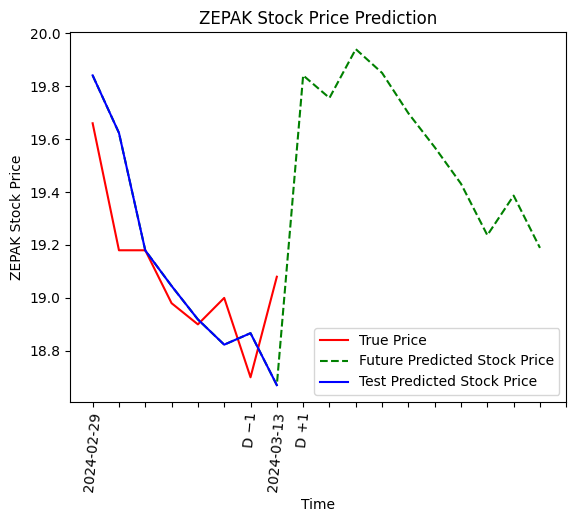 ZEPAK Stock Price Prediction
20.0
19.8
19.6
19.4
19.2
19.0
18.8
ZEPAK Stock Price
True Price
Future Predicted Stock Price
Test Predicted Stock Price
2024-02-29
D −1
2024-03-13
D +1
Time